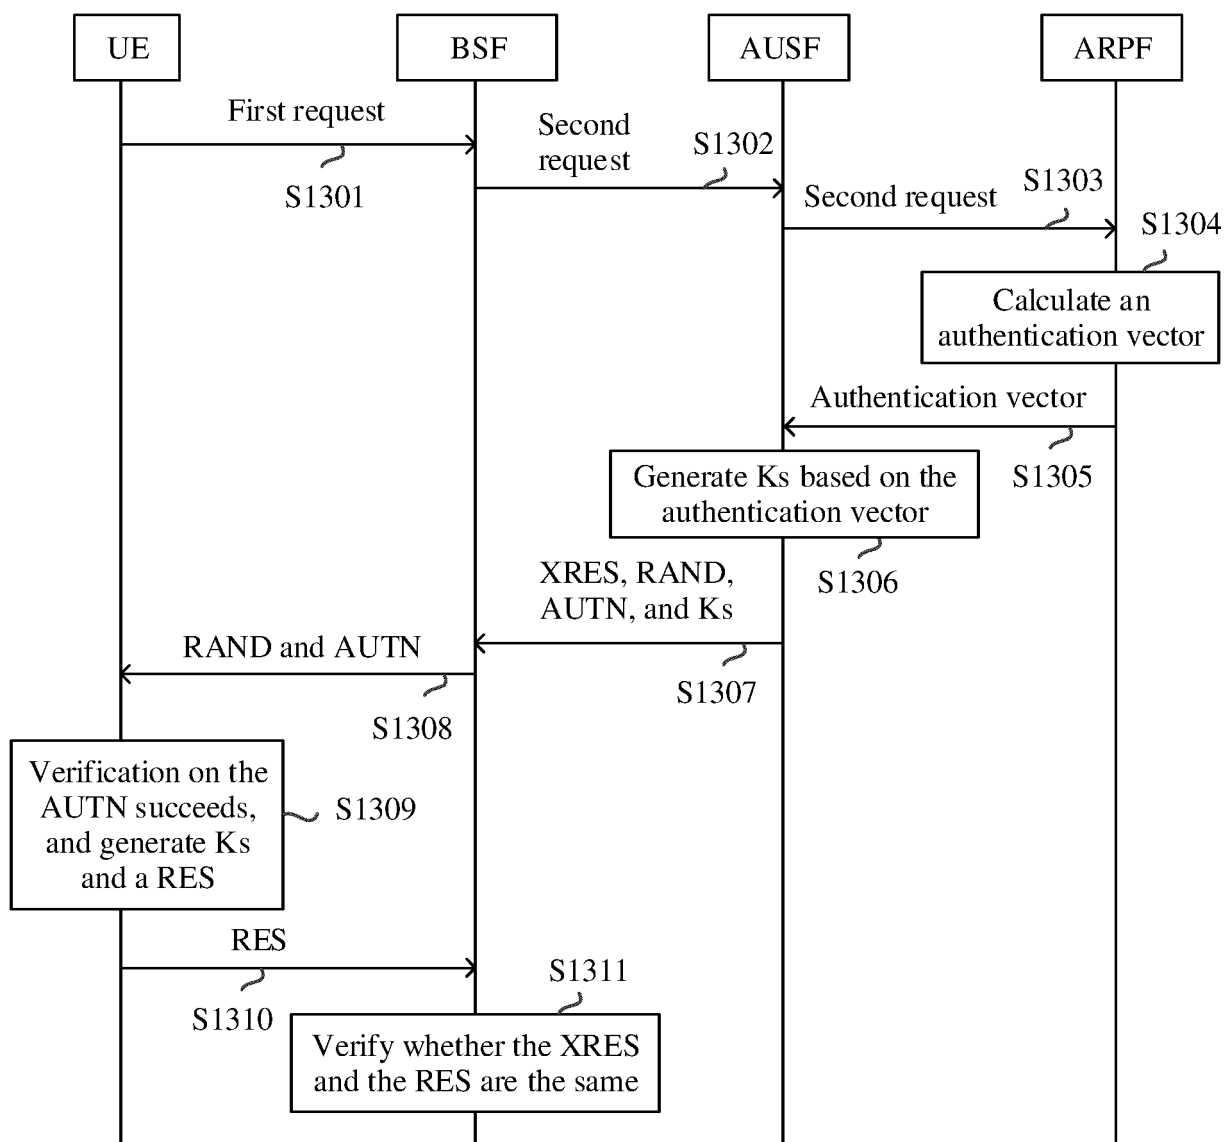 UE
BSF
AUSF
ARPF
First request
S1301
Second
request
S1302
Second request
S1303
S1304
Calculate an
authentication vector
Authentication vector
S1305
Generate Ks based on the
authentication vector
S1306
XRES, RAND,
AUTN, and Ks
S1307
RAND and AUTN
S1308
Verification on the
AUTN succeeds,
and generate Ks
and a RES
S1309
RES
S1310
S1311
Verify whether the XRES
and the RES are the same